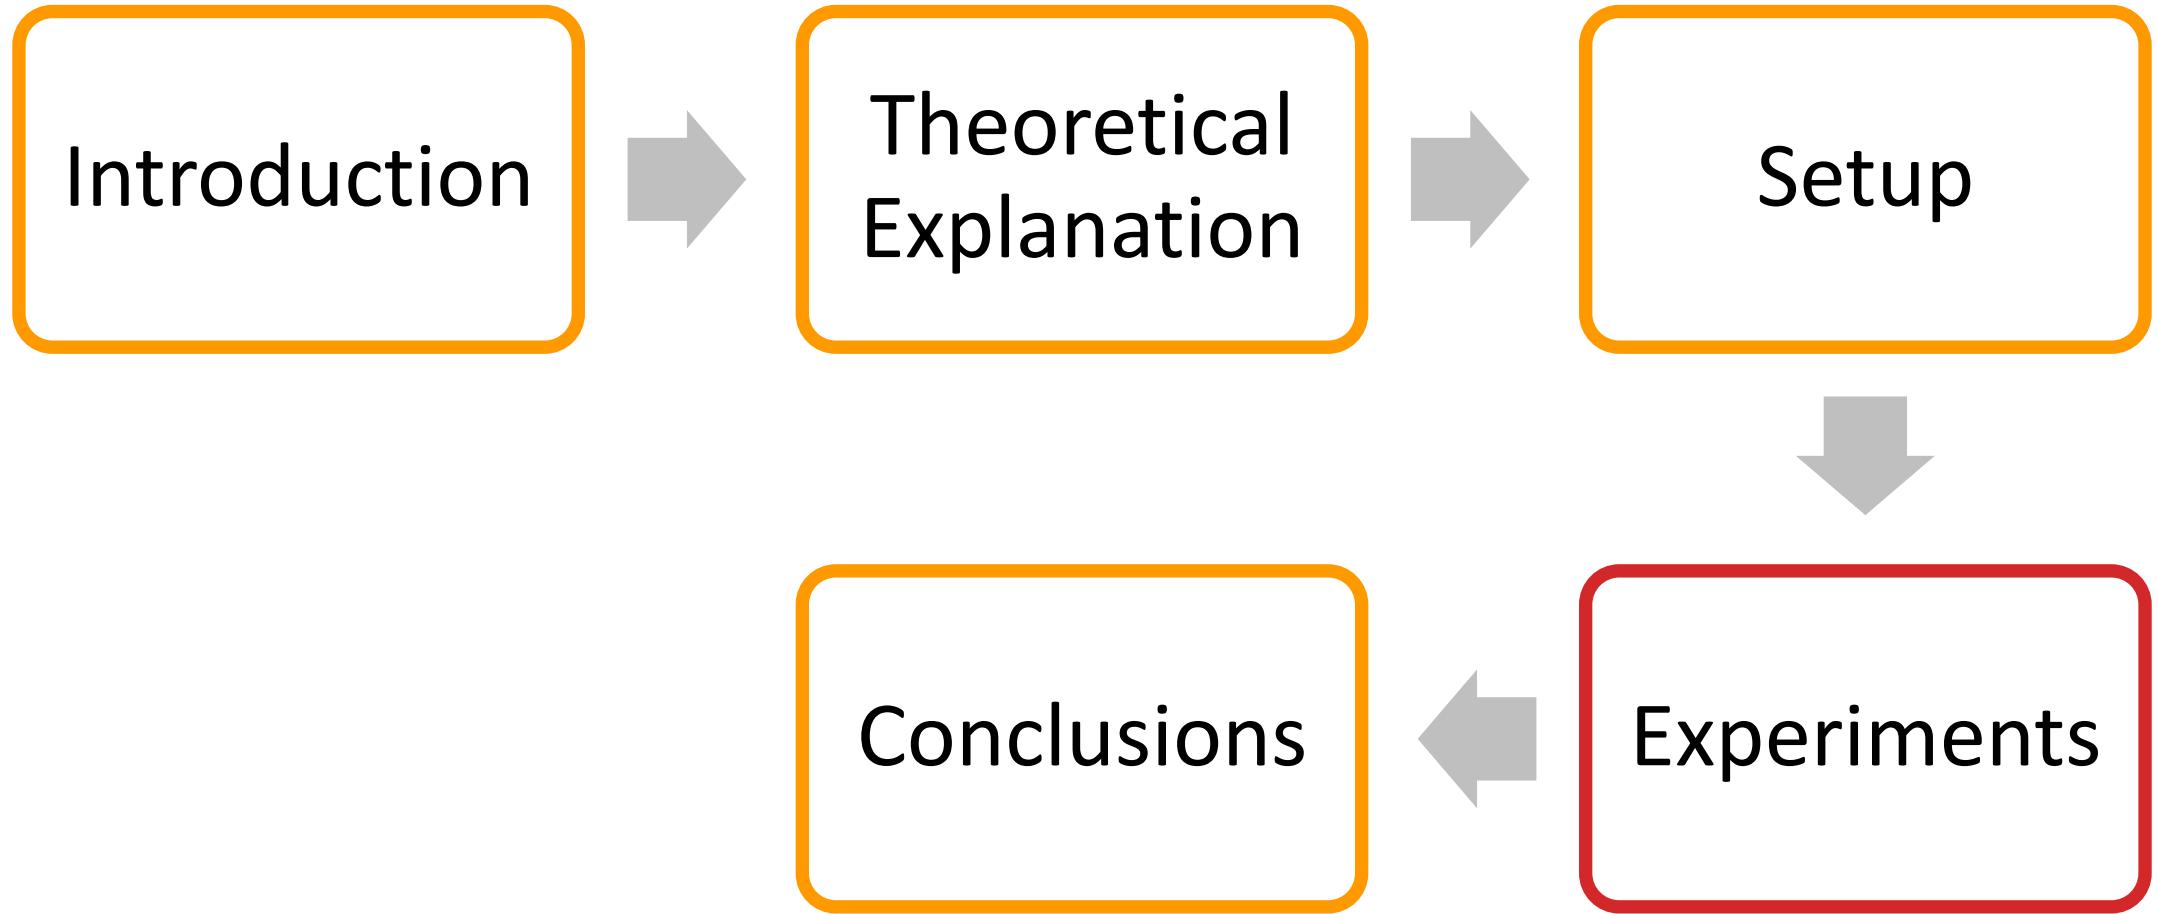 Introduction
Theoretical
Explanation
Setup
Experiments
Conclusions